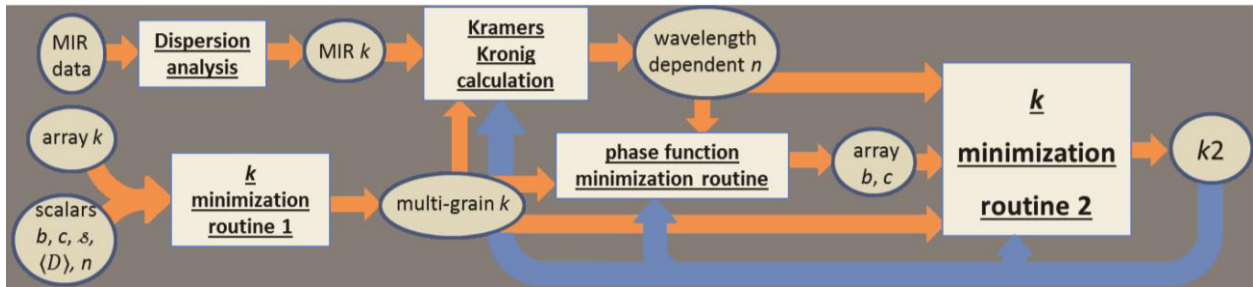 MIR
data
Dispersion
analysis
MIR k
Kramers
Kronig
calculation
wavelength
dependent n
array k
scalars
b, c, 𝓈,
⟨D⟩, n
k
minimization
routine 1
multi-grain k
phase function
minimization routine
array
b, c
k
minimization
routine 2
k2